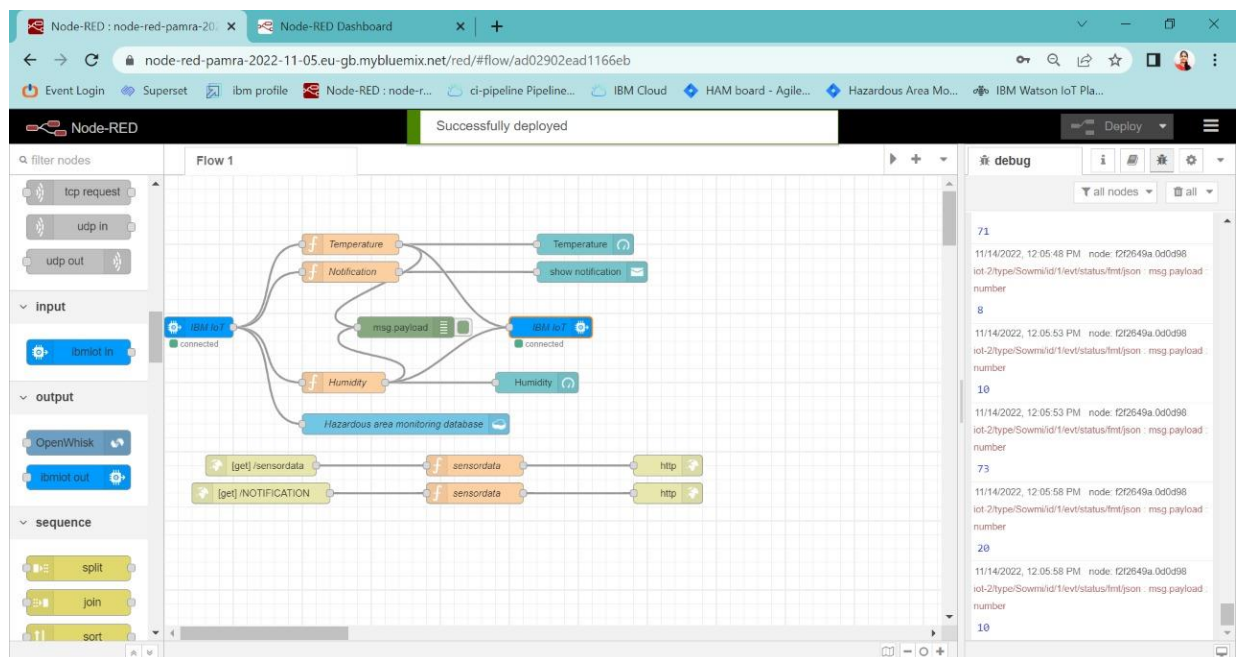 Node-RED : node-red-pamra-20
Node-RED Dashboard
node-red-pamra-2022-11-05.eu-gb.mybluemix.net/red/#flow/ad02902ead1166eb
Event Login
Superset
ibm profile
Node-RED : node-r...
ci-pipeline Pipeline...
IBM Cloud
HAM board - Agile...
Hazardous Area Mo...
IBM Watson IoT Pla...
Node-RED
Successfully deployed
Deploy
filter nodes
tcp request
udp in
udp out
input
ibmiot in
output
OpenWhisk
ibmiot out
sequence
split
join
sort
Flow 1
Temperature
Temperature
Notification
show notification
IBM IoT
connected
msg.payload
IBM IoT
connected
Humidity
Humidity
Hazardous area monitoring database
[get] /sensordata
sensordata
http
[get] /NOTIFICATION
sensordata
http
debug
all nodes
all
71
11/14/2022, 12:05:48 PM node: f2f2649a.0d0d98
iot-2/type/Sowmi/id/1/evt/status/fmt/json : msg.payload :
number
8
11/14/2022, 12:05:53 PM node: f2f2649a.0d0d98
iot-2/type/Sowmi/id/1/evt/status/fmt/json : msg.payload :
number
10
11/14/2022, 12:05:53 PM node: f2f2649a.0d0d98
iot-2/type/Sowmi/id/1/evt/status/fmt/json : msg.payload :
number
73
11/14/2022, 12:05:58 PM node: f2f2649a.0d0d98
iot-2/type/Sowmi/id/1/evt/status/fmt/json : msg.payload :
number
20
11/14/2022, 12:05:58 PM node: f2f2649a.0d0d98
iot-2/type/Sowmi/id/1/evt/status/fmt/json : msg.payload :
number
10